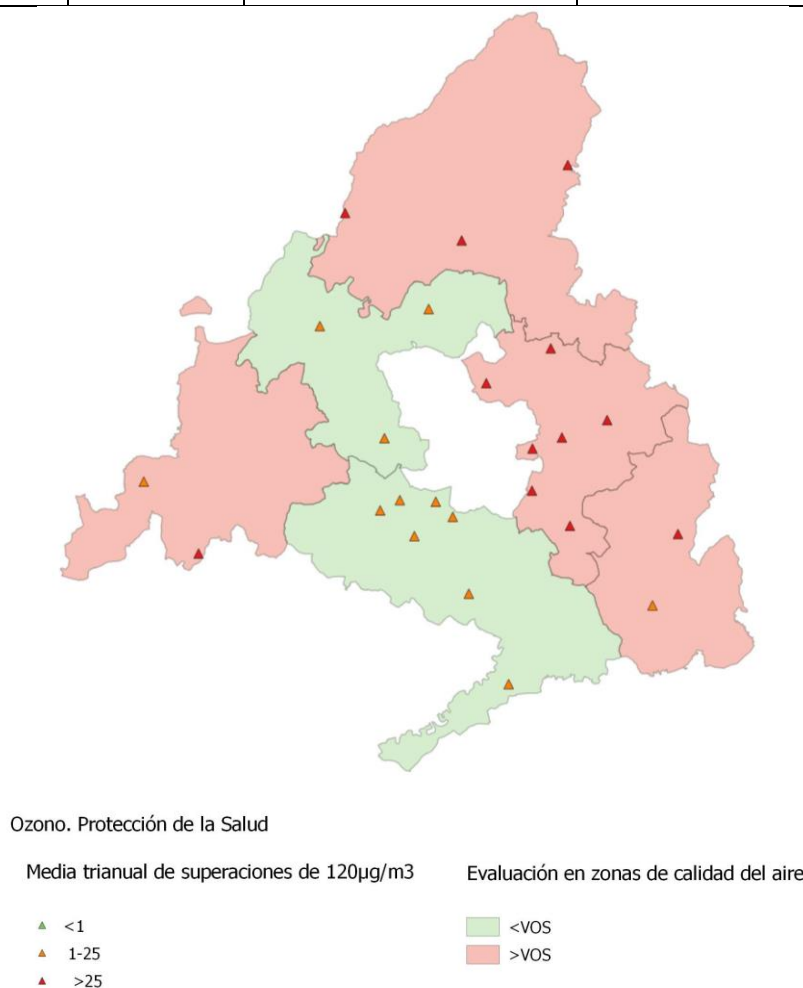 Ozono. Protección de la Salud
Media trianual de superaciones de 120µg/m3
Evaluación en zonas de calidad del aire
<1
1-25
>25
<VOS
>VOS